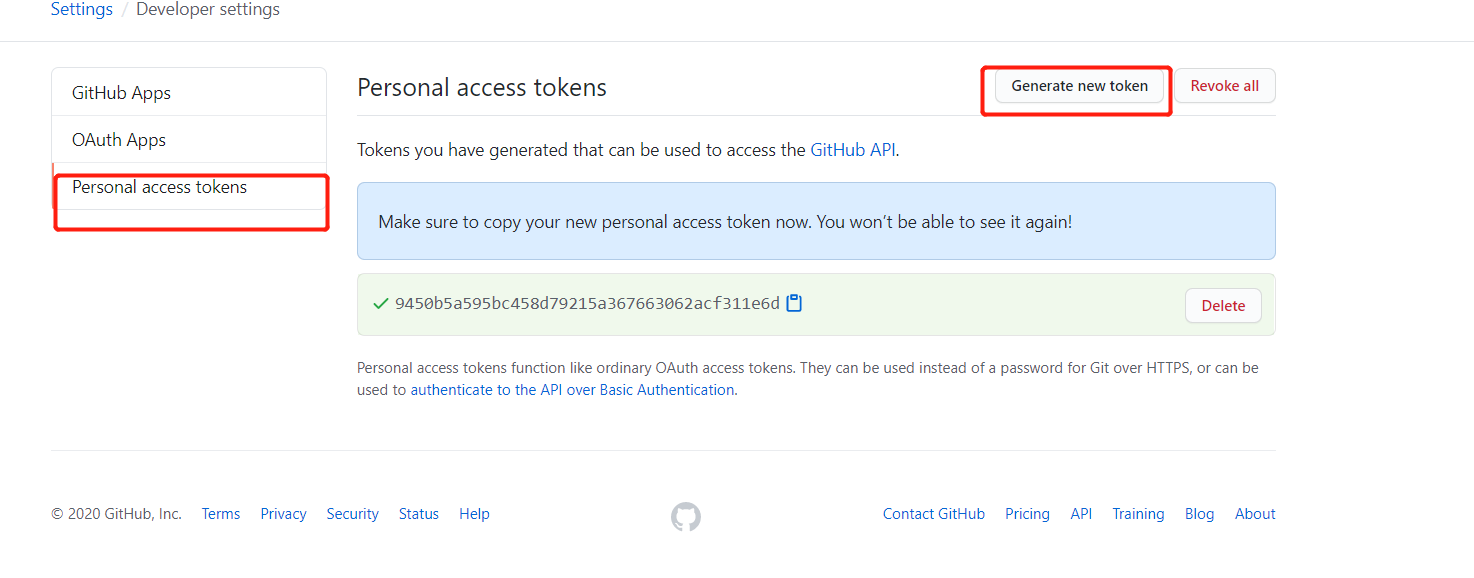 Settings / Developer settings
GitHub Apps
OAuth Apps
Personal access tokens
Personal access tokens
Generate new token
Revoke all
Tokens you have generated that can be used to access the GitHub API.
Make sure to copy your new personal access token now. You won’t be able to see it again!
9450b5a595bc458d79215a367663062acf311e6d
Delete
Personal access tokens function like ordinary OAuth access tokens. They can be used instead of a password for Git over HTTPS, or can be
used to authenticate to the API over Basic Authentication.
© 2020 GitHub, Inc. Terms Privacy Security Status Help Contact GitHub Pricing API Training Blog About